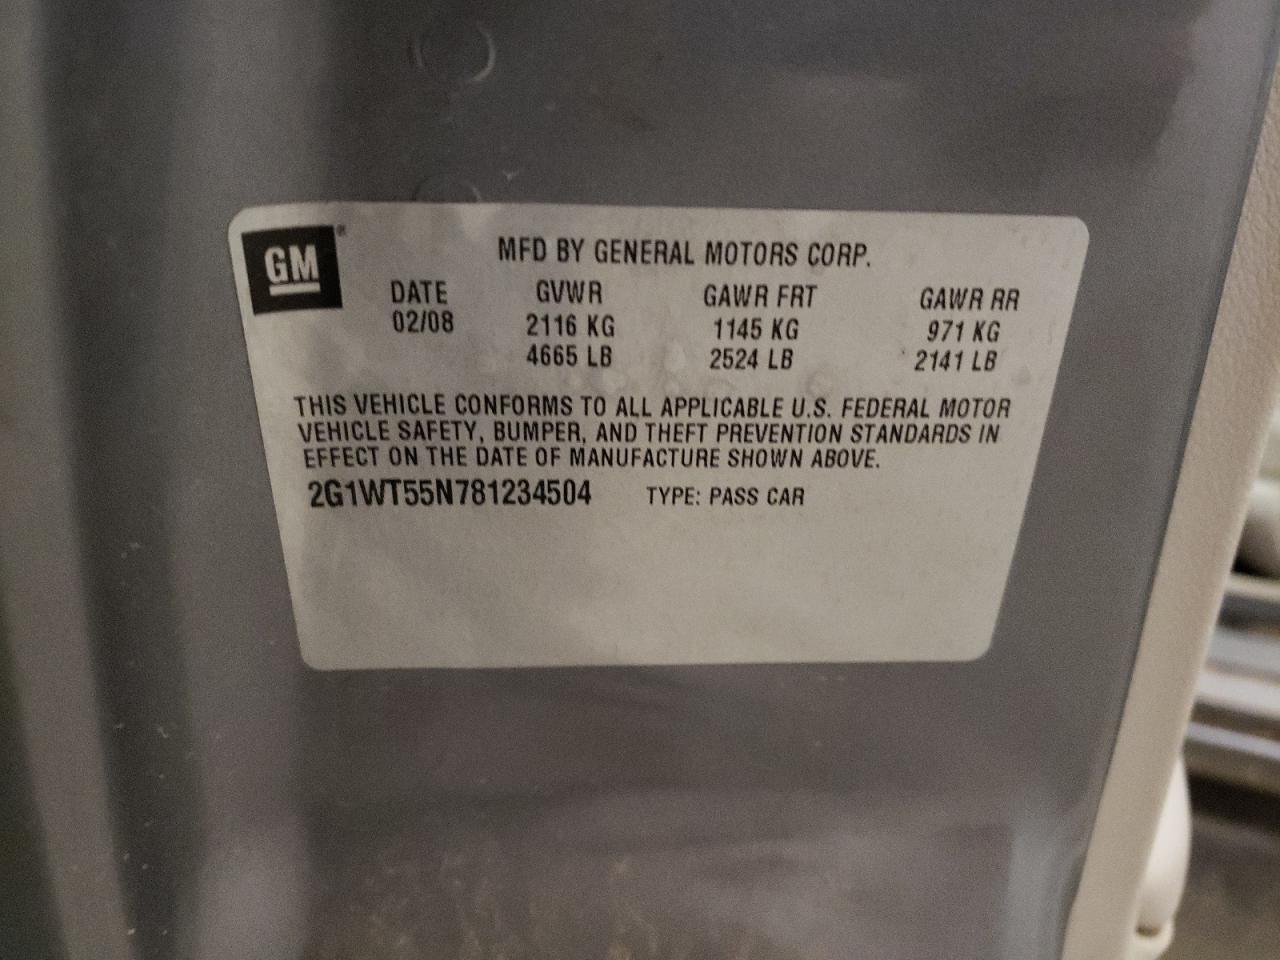 GM®
MFD BY GENERAL MOTORS CORP.
DATE GVWR GAWR FRT GAWR RR
02/08 2116 KG 1145 KG 971 KG
4665 LB 2524 LB 2141 LB
THIS VEHICLE CONFORMS TO ALL APPLICABLE U.S. FEDERAL MOTOR
VEHICLE SAFETY, BUMPER, AND THEFT PREVENTION STANDARDS IN
EFFECT ON THE DATE OF MANUFACTURE SHOWN ABOVE.
2G1WT55N781234504 TYPE: PASS CAR